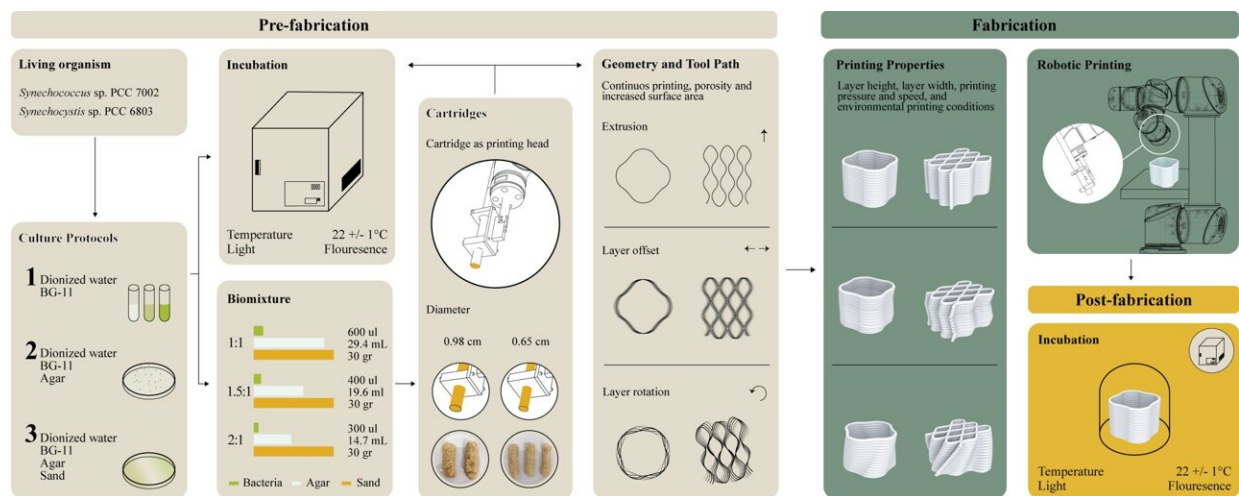 Pre-fabrication
Living organism
Synechococcus sp. PCC 7002
Synechocystis sp. PCC 6803
Culture Protocols
1 Dionized water
BG-11
2 Dionized water
BG-11
Agar
3 Dionized water
BG-11
Agar
Sand
Incubation
Temperature 22 +/- 1°C
Light Flouresence
Biomixture
1:1
600 ul
29.4 mL
30 gr
1.5:1
400 ul
19.6 ml
30 gr
2:1
300 ul
14.7 mL
30 gr
Bacteria Agar Sand
Cartridges
Cartridge as printing head
Diameter
0.98 cm 0.65 cm
Geometry and Tool Path
Continuos printing, porosity and
increased surface area
Extrusion
Layer offset
Layer rotation
Fabrication
Printing Properties
Layer height, layer width, printing
pressure and speed, and
environmental printing conditions
Robotic Printing
Post-fabrication
Incubation
Temperature 22 +/- 1°C
Light Flouresence